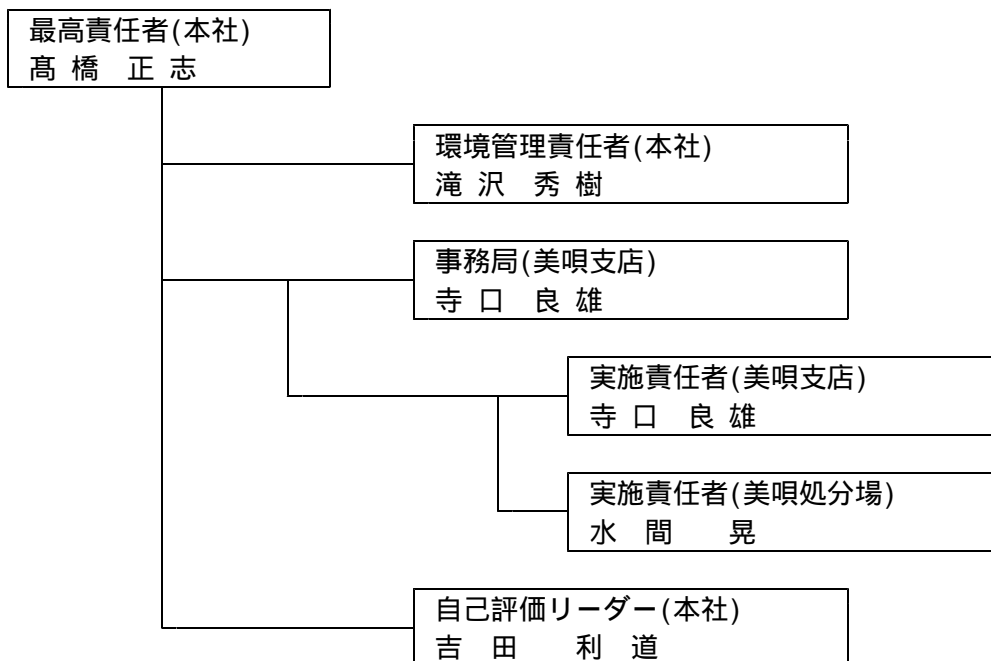 最高責任者(本社)
髙 橋　正 志
環境管理責任者(本社)
滝 沢　秀 樹
事務局(美唄支店)
寺 口　良 雄
実施責任者(美唄支店)
寺 口　良 雄
実施責任者(美唄処分場)
水　間　　晃
自己評価リーダー(本社)
吉　田　　利　道